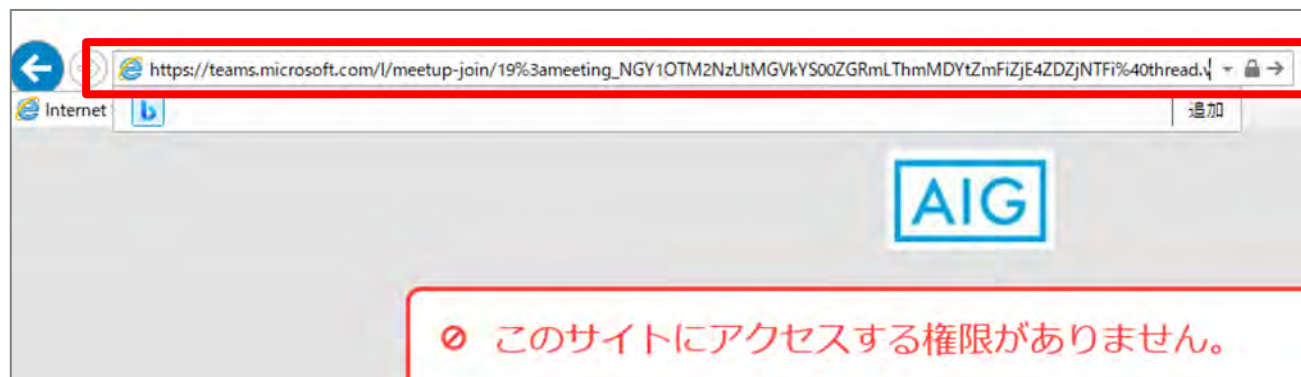 https://teams.microsoft.com/l/meetup-join/19%3ameeting_NGY1OTM2NzUtMGVkYS00ZGRmLThmMDYtZmFiZjE4ZDZjNTFi%40thread.v
Internet
追加
AIG
このサイトにアクセスする権限がありません。